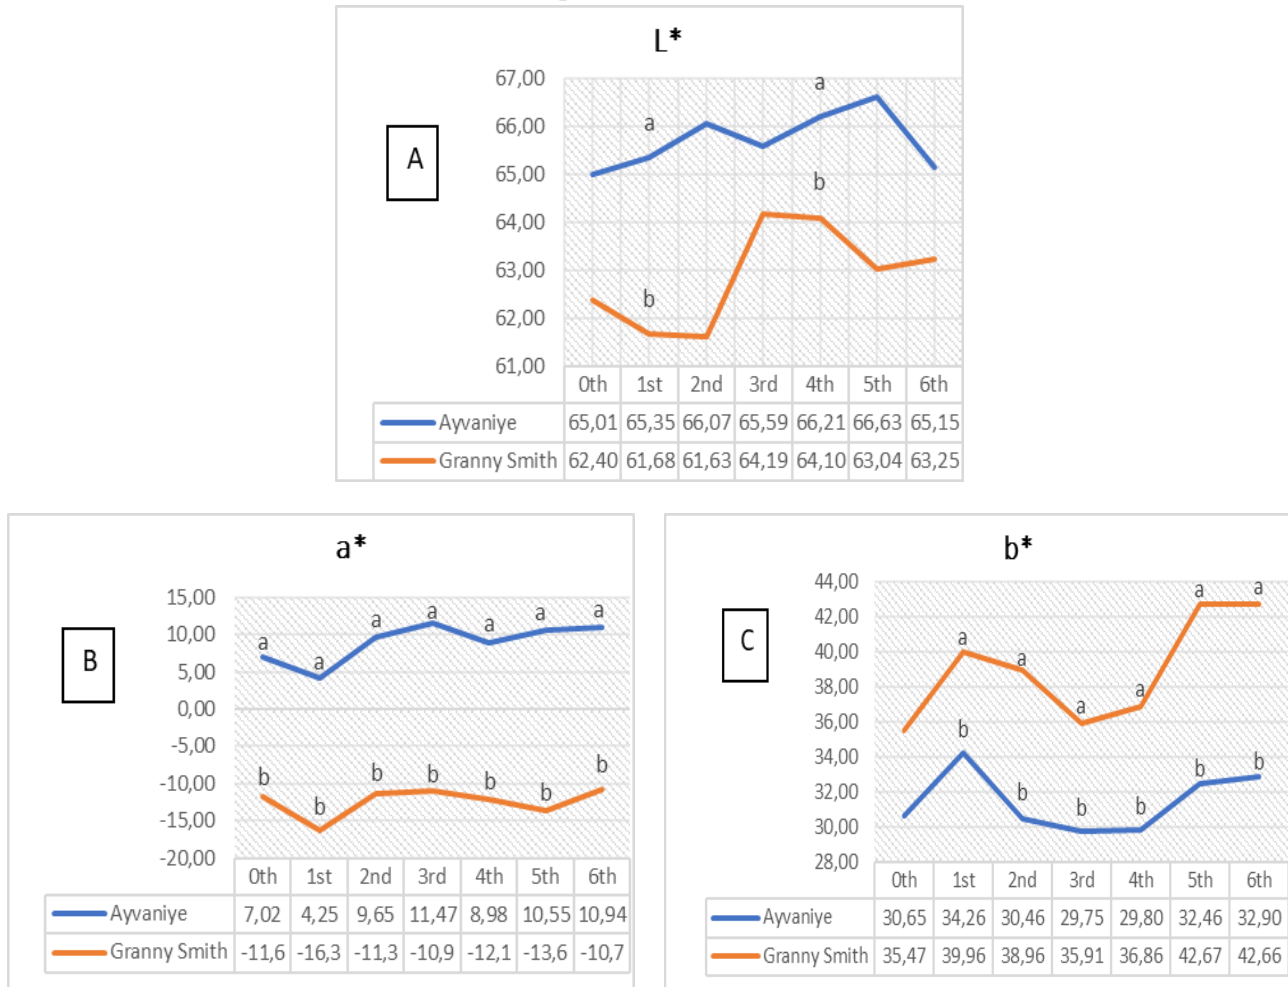 L*
A
67,00
66,00
65,00
64,00
63,00
62,00
61,00
a
a
b
b
0th 1st 2nd 3rd 4th 5th 6th
Ayvaniye 65,01 65,35 66,07 65,59 66,21 66,63 65,15
Granny Smith 62,40 61,68 61,63 64,19 64,10 63,04 63,25
a*
B
15,00
10,00
5,00
0,00
-5,00
-10,00
-15,00
-20,00
a a a a a a a
b b b b b b b
0th 1st 2nd 3rd 4th 5th 6th
Ayvaniye 7,02 4,25 9,65 11,47 8,98 10,55 10,94
Granny Smith -11,6 -16,3 -11,3 -10,9 -12,1 -13,6 -10,7
b*
C
44,00
42,00
40,00
38,00
36,00
34,00
32,00
30,00
28,00
a a a a a a
b b b b b b
0th 1st 2nd 3rd 4th 5th 6th
Ayvaniye 30,65 34,26 30,46 29,75 29,80 32,46 32,90
Granny Smith 35,47 39,96 38,96 35,91 36,86 42,67 42,66